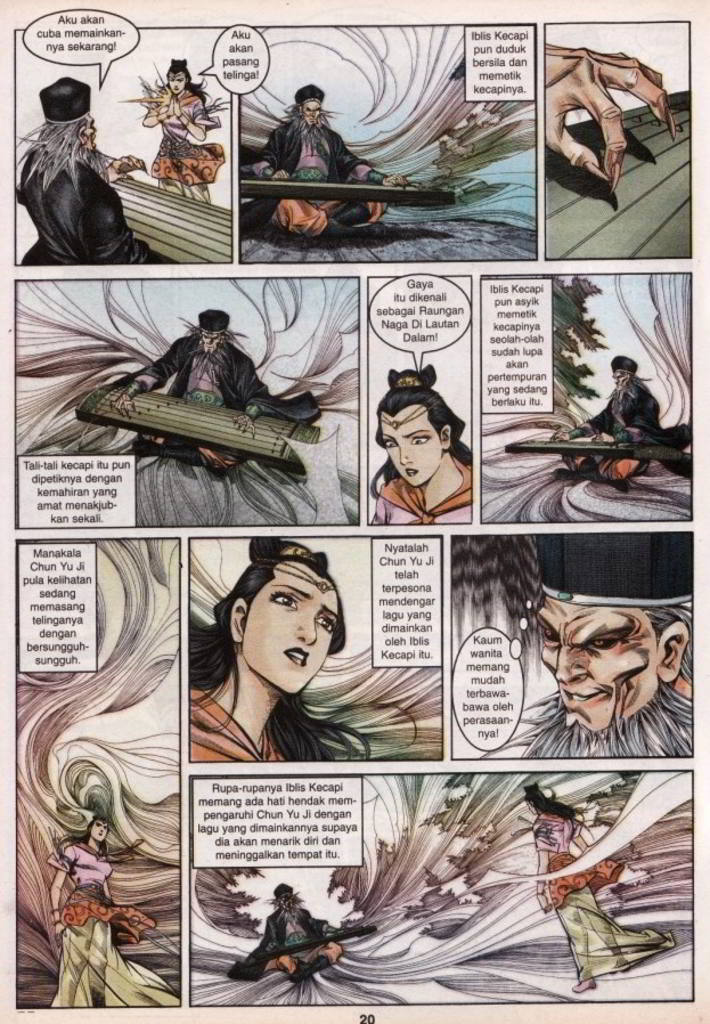 Aku akan
cuba memainkan-
nya sekarang!
Aku
akan
pasang
telinga!
Iblis Kecapi
pun duduk
bersila dan
memetik
kecapinya.
Tali-tali kecapi itu pun
dipetiknya dengan
kemahiran yang
amat menakjub-
kan sekali.
Gaya
itu dikenali
sebagai Raungan
Naga Di Lautan
Dalam!
Iblis Kecapi
pun asyik
memetik
kecapinya
seolah-olah
sudah lupa
akan
pertempuran
yang sedang
berlaku itu.
Manakala
Chun Yu Ji
pula kelihatan
sedang
memasang
telinganya
dengan
bersungguh-
sungguh.
Nyatalah
Chun Yu Ji
telah
terpesona
mendengar
lagu yang
dimainkan
oleh Iblis
Kecapi itu.
Kaum
wanita
memang
mudah
terbawa-
bawa oleh
perasaan-
nya!
Rupa-rupanya Iblis Kecapi
memang ada hati hendak mem-
pengaruhi Chun Yu Ji dengan
lagu yang dimainkannya supaya
dia akan menarik diri dan
meninggalkan tempat itu.
20